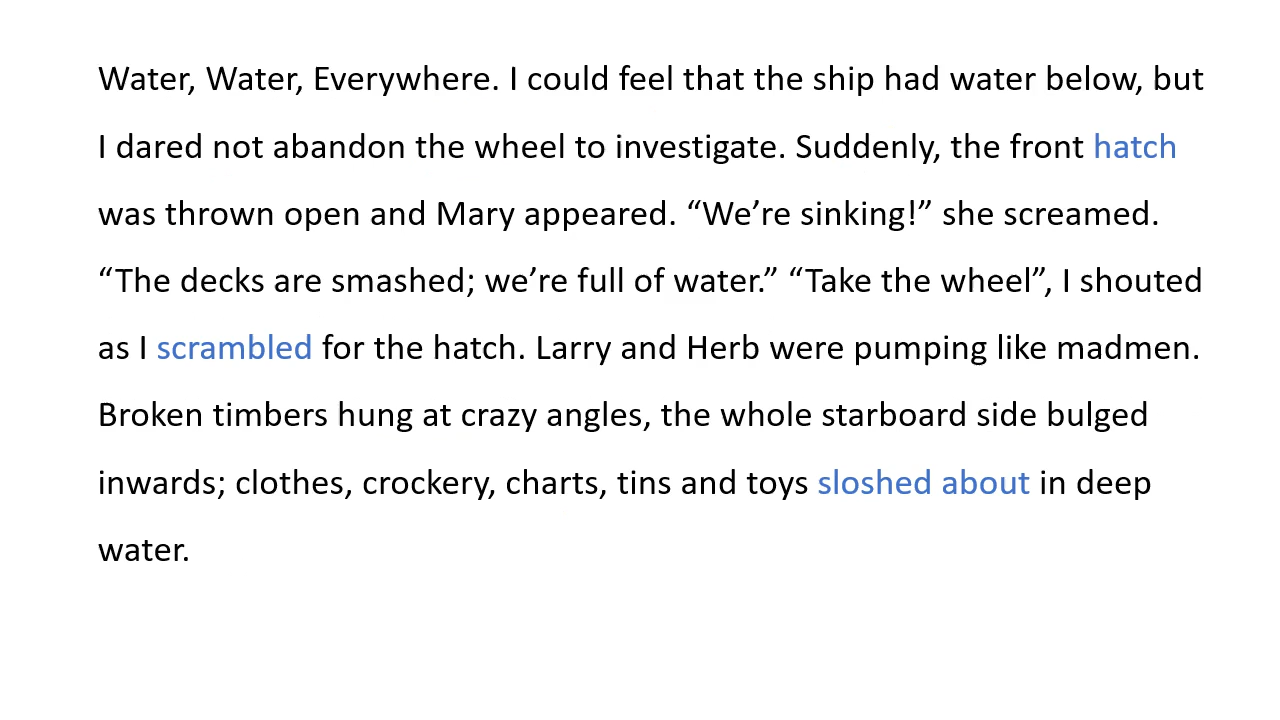 Water, Water, Everywhere. I could feel that the ship had water below, but
I dared not abandon the wheel to investigate. Suddenly, the front hatch
was thrown open and Mary appeared. “We’re sinking!” she screamed.
“The decks are smashed; we’re full of water.” “Take the wheel”, I shouted
as I scrambled for the hatch. Larry and Herb were pumping like madmen.
Broken timbers hung at crazy angles, the whole starboard side bulged
inwards; clothes, crockery, charts, tins and toys sloshed about in deep
water.